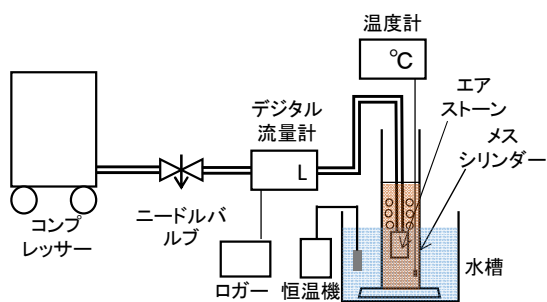 温度計
℃
エア
ストーン
デジタル
流量計
メス
シリンダー
L
ニードルバ
ルブ
コンプ
レッサー
ロガー
恒温機
水槽